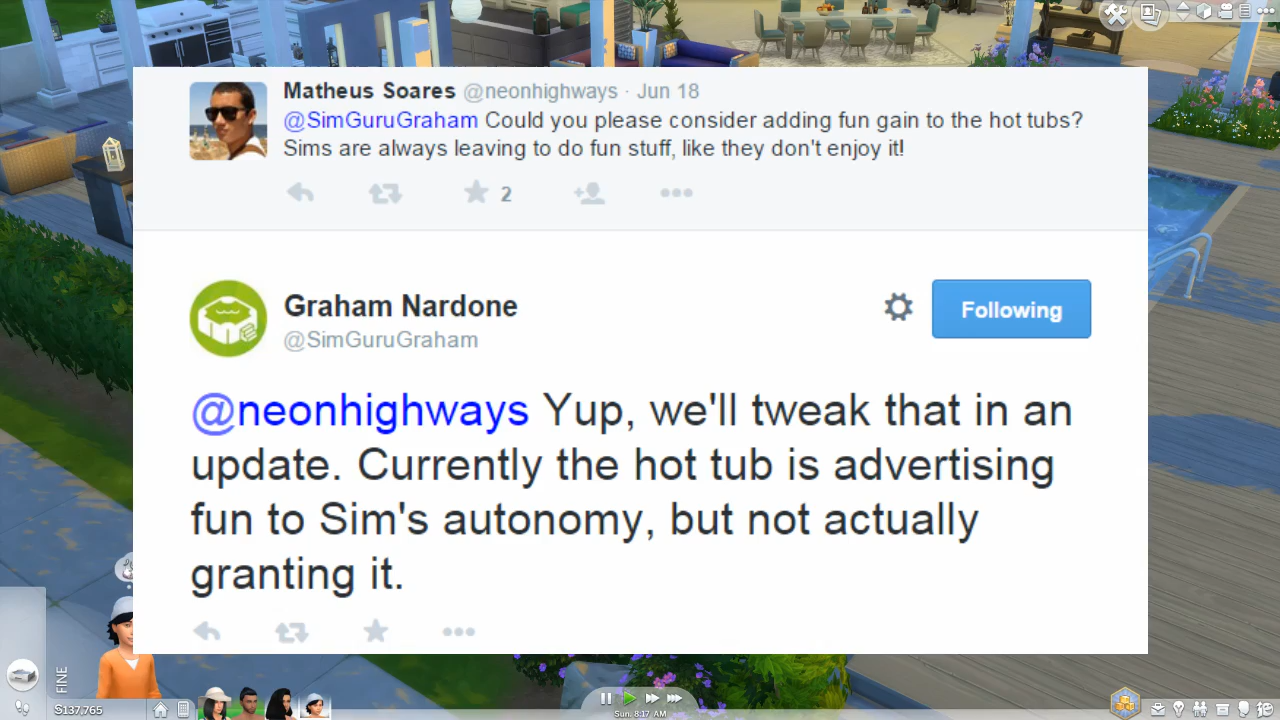 Matheus Soares @neonhighways · Jun 18
@SimGuruGraham Could you please consider adding fun gain to the hot tubs?
Sims are always leaving to do fun stuff, like they don't enjoy it!
2
Graham Nardone
@SimGuruGraham
Following
@neonhighways Yup, we'll tweak that in an
update. Currently the hot tub is advertising
fun to Sim's autonomy, but not actually
granting it.
FINE
§137,765
Sun. 8:17 AM